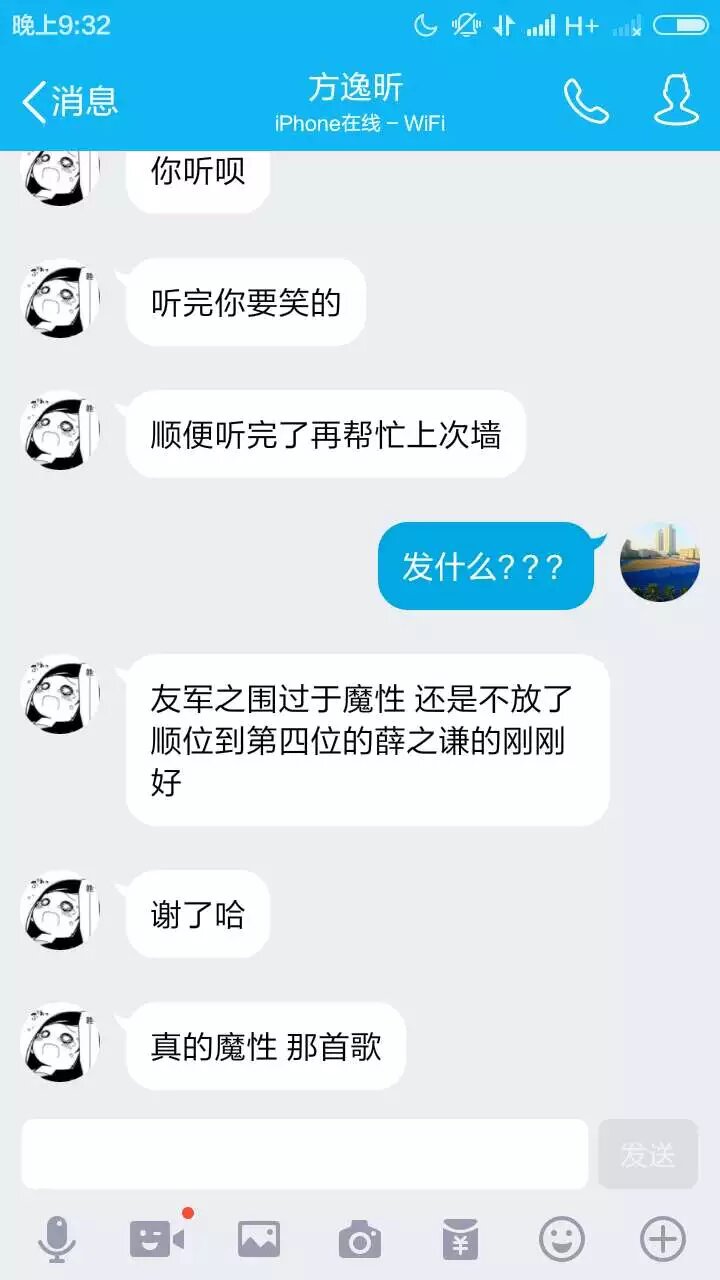 晚上9:32
H+
消息
方逸昕
iPhone在线 – WiFi
你听呗
听完你要笑的
顺便听完了再帮忙上次墙
发什么？？？
友军之围过于魔性 还是不放了
顺位到第四位的薛之谦的刚刚
好
谢了哈
真的魔性 那首歌
发送